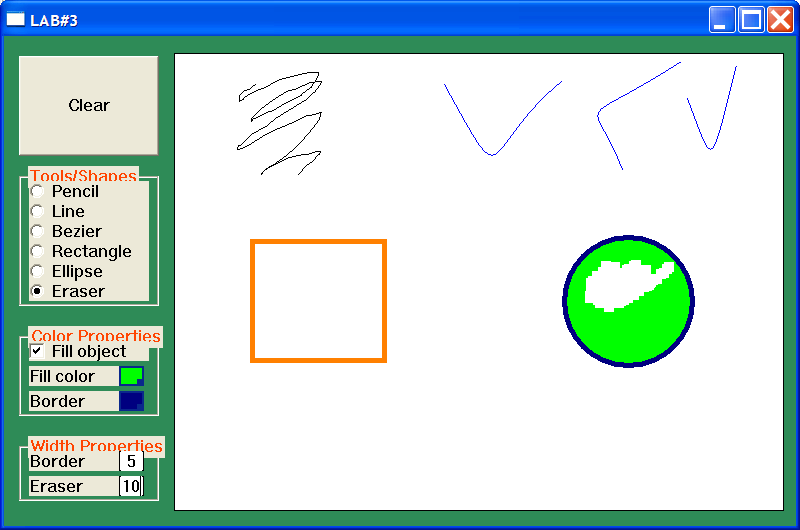 LAB#3
Clear
Tools/Shapes
Pencil
Line
Bezier
Rectangle
Ellipse
Eraser
Color Properties
Fill object
Fill color
Border
Width Properties
Border 5
Eraser 10